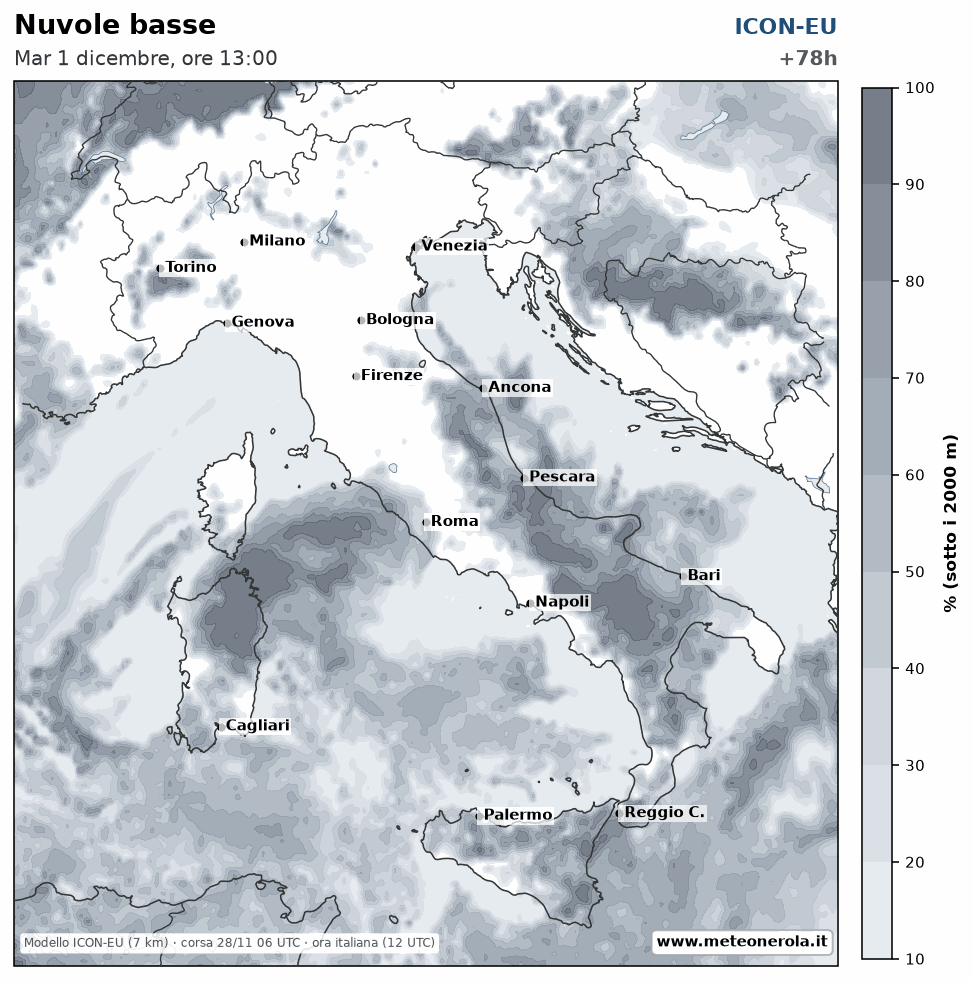 Nuvole basse
ICON-EU
Mar 1 dicembre, ore 13:00
+78h
Milano
Venezia
Torino
Genova
Bologna
Firenze
Ancona
Pescara
Roma
Bari
Napoli
Cagliari
Palermo
Reggio C.
100
90
80
70
60
50
40
30
20
10
% (sotto i 2000 m)
Modello ICON-EU (7 km) · corsa 28/11 06 UTC · ora italiana (12 UTC)
www.meteonerola.it